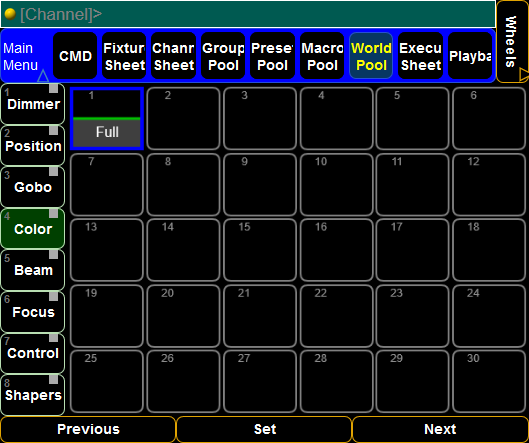 [Channel]>
Wheels
Main
Menu
CMD
Fixtur
Sheet
Chann
Sheet
Group
Pool
Prese
Pool
Macro
Pool
World
Pool
Execu
Sheet
Playba
1 Dimmer
2 Position
3 Gobo
4 Color
5 Beam
6 Focus
7 Control
8 Shapers
1 2 3 4 5 6
Full
7 8 9 10 11 12
13 14 15 16 17 18
19 20 21 22 23 24
25 26 27 28 29 30
Previous Set Next